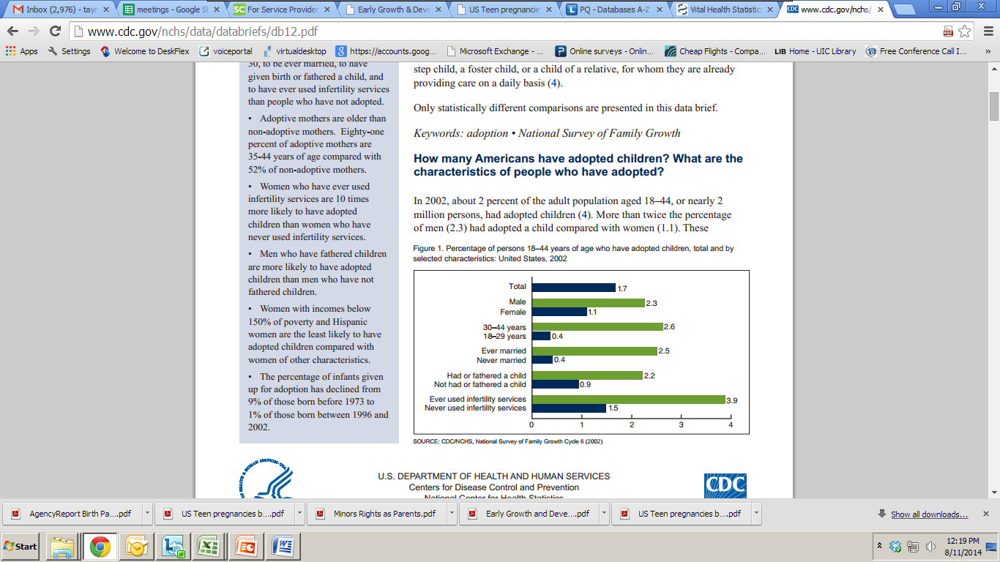 Inbox (2,976) - tayr
meetings - Google S
For Service Provider
Early Growth & Deve
US Teen pregnancie
PQ - Databases A-Z
Vital Health Statistic
www.cdc.gov/nchs/
www.cdc.gov/nchs/data/databriefs/db12.pdf
Apps
Settings
Welcome to DeskFlex
voiceportal
virtualdesktop
https://accounts.goog...
Microsoft Exchange - ...
Online surveys - Onlin...
Cheap Flights - Compa...
LIB Home - UIC Library
Free Conference Call I...
»
30, to be ever married, to have
given birth or fathered a child, and
to have ever used infertility services
than people who have not adopted.
• Adoptive mothers are older than
non-adoptive mothers. Eighty-one
percent of adoptive mothers are
35-44 years of age compared with
52% of non-adoptive mothers.
• Women who have ever used
infertility services are 10 times
more likely to have adopted
children than women who have
never used infertility services.
• Men who have fathered children
are more likely to have adopted
children than men who have not
fathered children.
• Women with incomes below
150% of poverty and Hispanic
women are the least likely to have
adopted children compared with
women of other characteristics.
• The percentage of infants given
up for adoption has declined from
9% of those born before 1973 to
1% of those born between 1996 and
2002.
step child, a foster child, or a child of a relative, for whom they are already
providing care on a daily basis (4).
Only statistically different comparisons are presented in this data brief.
Keywords: adoption • National Survey of Family Growth
How many Americans have adopted children? What are the
characteristics of people who have adopted?
In 2002, about 2 percent of the adult population aged 18–44, or nearly 2
million persons, had adopted children (4). More than twice the percentage
of men (2.3) had adopted a child compared with women (1.1). These
Figure 1. Percentage of persons 18–44 years of age who have adopted children, total and by
selected characteristics: United States, 2002
Total 1.7
Male 2.3
Female 1.1
30–44 years 2.6
18–29 years 0.4
Ever married 2.5
Never married 0.4
Had or fathered a child 2.2
Not had or fathered a child 0.9
Ever used infertility services 3.9
Never used infertility services 1.5
0 1 2 3 4
SOURCE: CDC/NCHS, National Survey of Family Growth Cycle 6 (2002)
U.S. DEPARTMENT OF HEALTH AND HUMAN SERVICES
Centers for Disease Control and Prevention
National Center for Health Statistics
CDC
AgencyReport Birth Pa....pdf
US Teen pregnancies b....pdf
Minors Rights as Parents.pdf
Early Growth and Deve....pdf
US Teen pregnancies b....pdf
Show all downloads...
Start
12:19 PM
8/11/2014